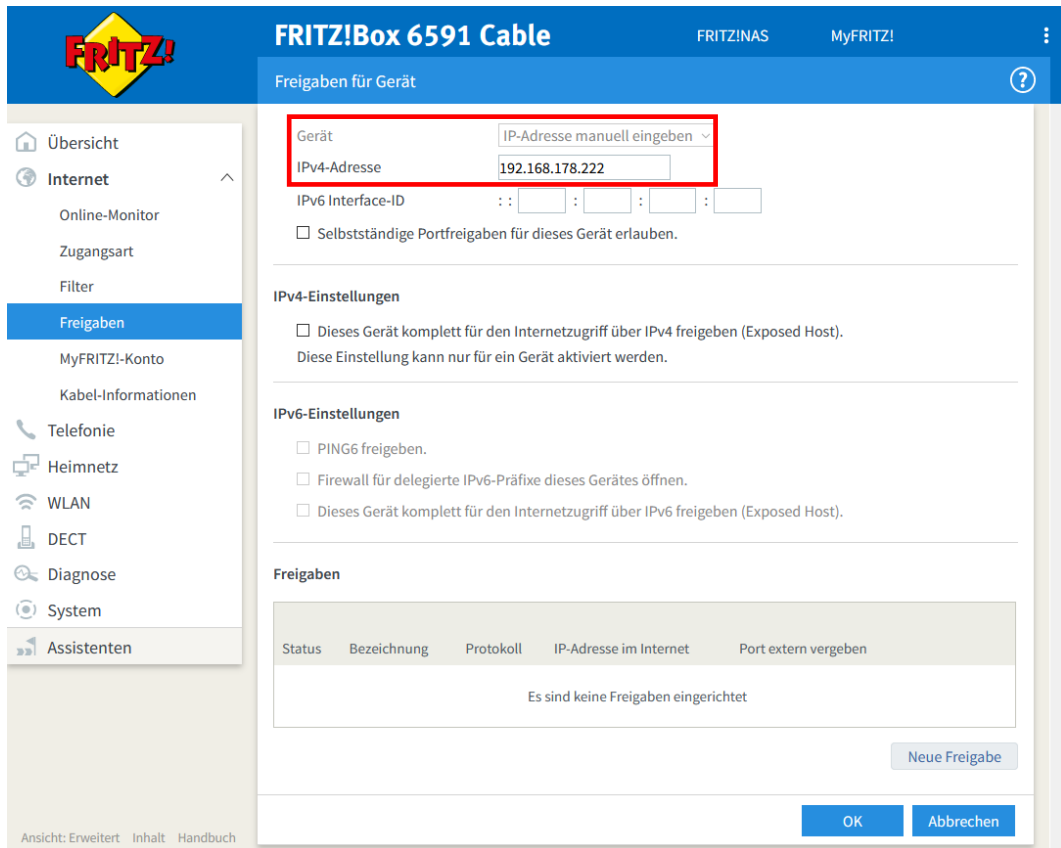 FRITZ!
FRITZ!Box 6591 Cable
FRITZ!NAS
MyFRITZ!
Freigaben für Gerät
?
Übersicht
Internet
Online-Monitor
Zugangsart
Filter
Freigaben
MyFRITZ!-Konto
Kabel-Informationen
Telefonie
Heimnetz
WLAN
DECT
Diagnose
System
Assistenten
Ansicht: Erweitert Inhalt Handbuch
Gerät IP-Adresse manuell eingeben
IPv4-Adresse 192.168.178.222
IPv6 Interface-ID : : : : :
Selbstständige Portfreigaben für dieses Gerät erlauben.
IPv4-Einstellungen
Dieses Gerät komplett für den Internetzugriff über IPv4 freigeben (Exposed Host).
Diese Einstellung kann nur für ein Gerät aktiviert werden.
IPv6-Einstellungen
PING6 freigeben.
Firewall für delegierte IPv6-Präfixe dieses Gerätes öffnen.
Dieses Gerät komplett für den Internetzugriff über IPv6 freigeben (Exposed Host).
Freigaben
Status Bezeichnung Protokoll IP-Adresse im Internet Port extern vergeben
Es sind keine Freigaben eingerichtet
Neue Freigabe
OK Abbrechen